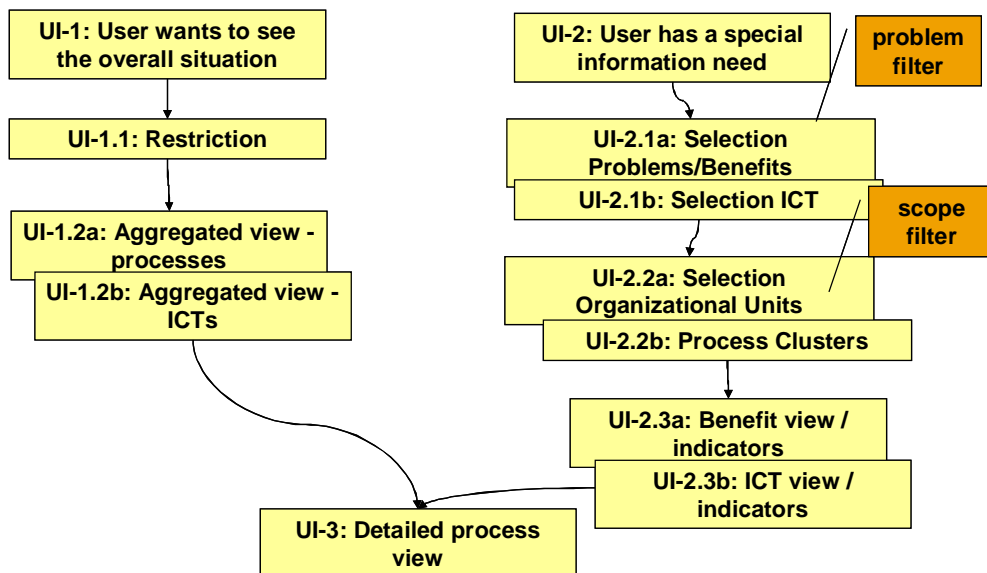 UI-1: User wants to see
the overall situation
UI-1.1: Restriction
UI-1.2a: Aggregated view -
processes
UI-1.2b: Aggregated view -
ICTs
UI-2: User has a special
information need
problem
filter
UI-2.1a: Selection
Problems/Benefits
UI-2.1b: Selection ICT
scope
filter
UI-2.2a: Selection
Organizational Units
UI-2.2b: Process Clusters
UI-2.3a: Benefit view /
indicators
UI-2.3b: ICT view /
indicators
UI-3: Detailed process
view